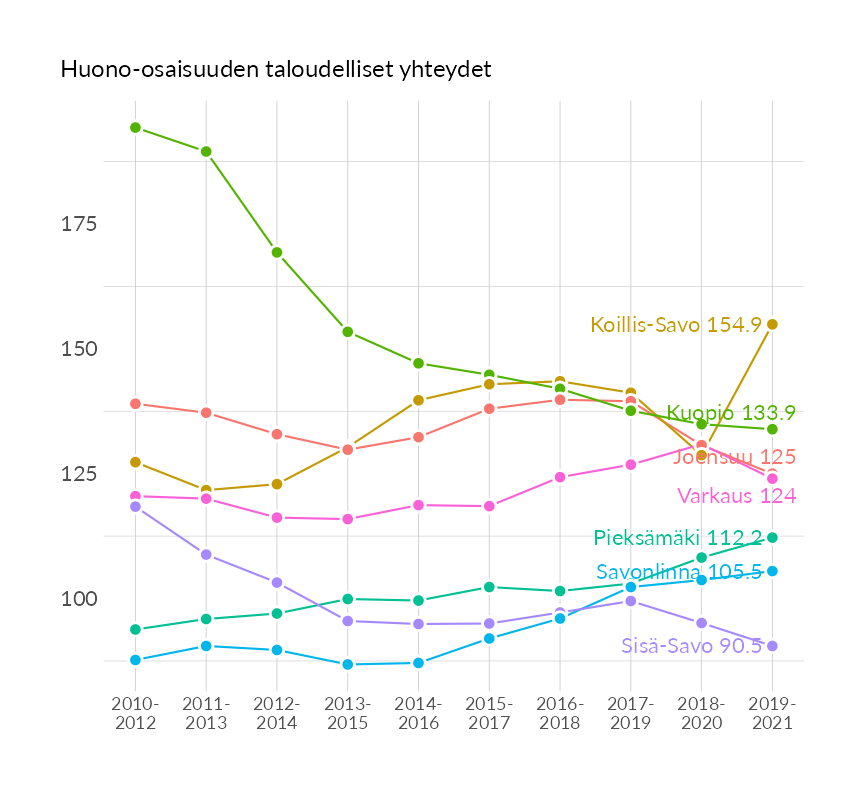 Huono-osaisuuden taloudelliset yhteydet
175
150
125
100
Koillis-Savo 154.9
Kuopio 133.9
Joensuu 125
Varkaus 124
Pieksämäki 112.2
Savonlinna 105.5
Sisä-Savo 90.5
2010-2012
2011-2013
2012-2014
2013-2015
2014-2016
2015-2017
2016-2018
2017-2019
2018-2020
2019-2021